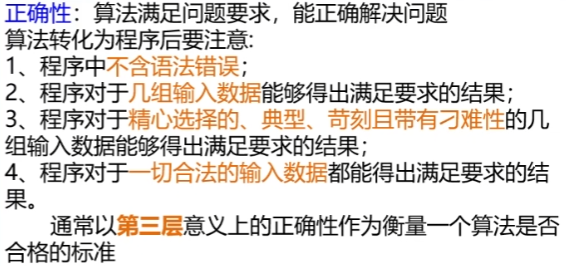 正确性：算法满足问题要求，能正确解决问题
算法转化为程序后要注意:
1、程序中不含语法错误；
2、程序对于几组输入数据能够得出满足要求的结果；
3、程序对于精心选择的、典型、苛刻且带有刁难性的几
组输入数据能够得出满足要求的结果；
4、程序对于一切合法的输入数据都能得出满足要求的结
果。
通常以第三层意义上的正确性作为衡量一个算法是否
合格的标准